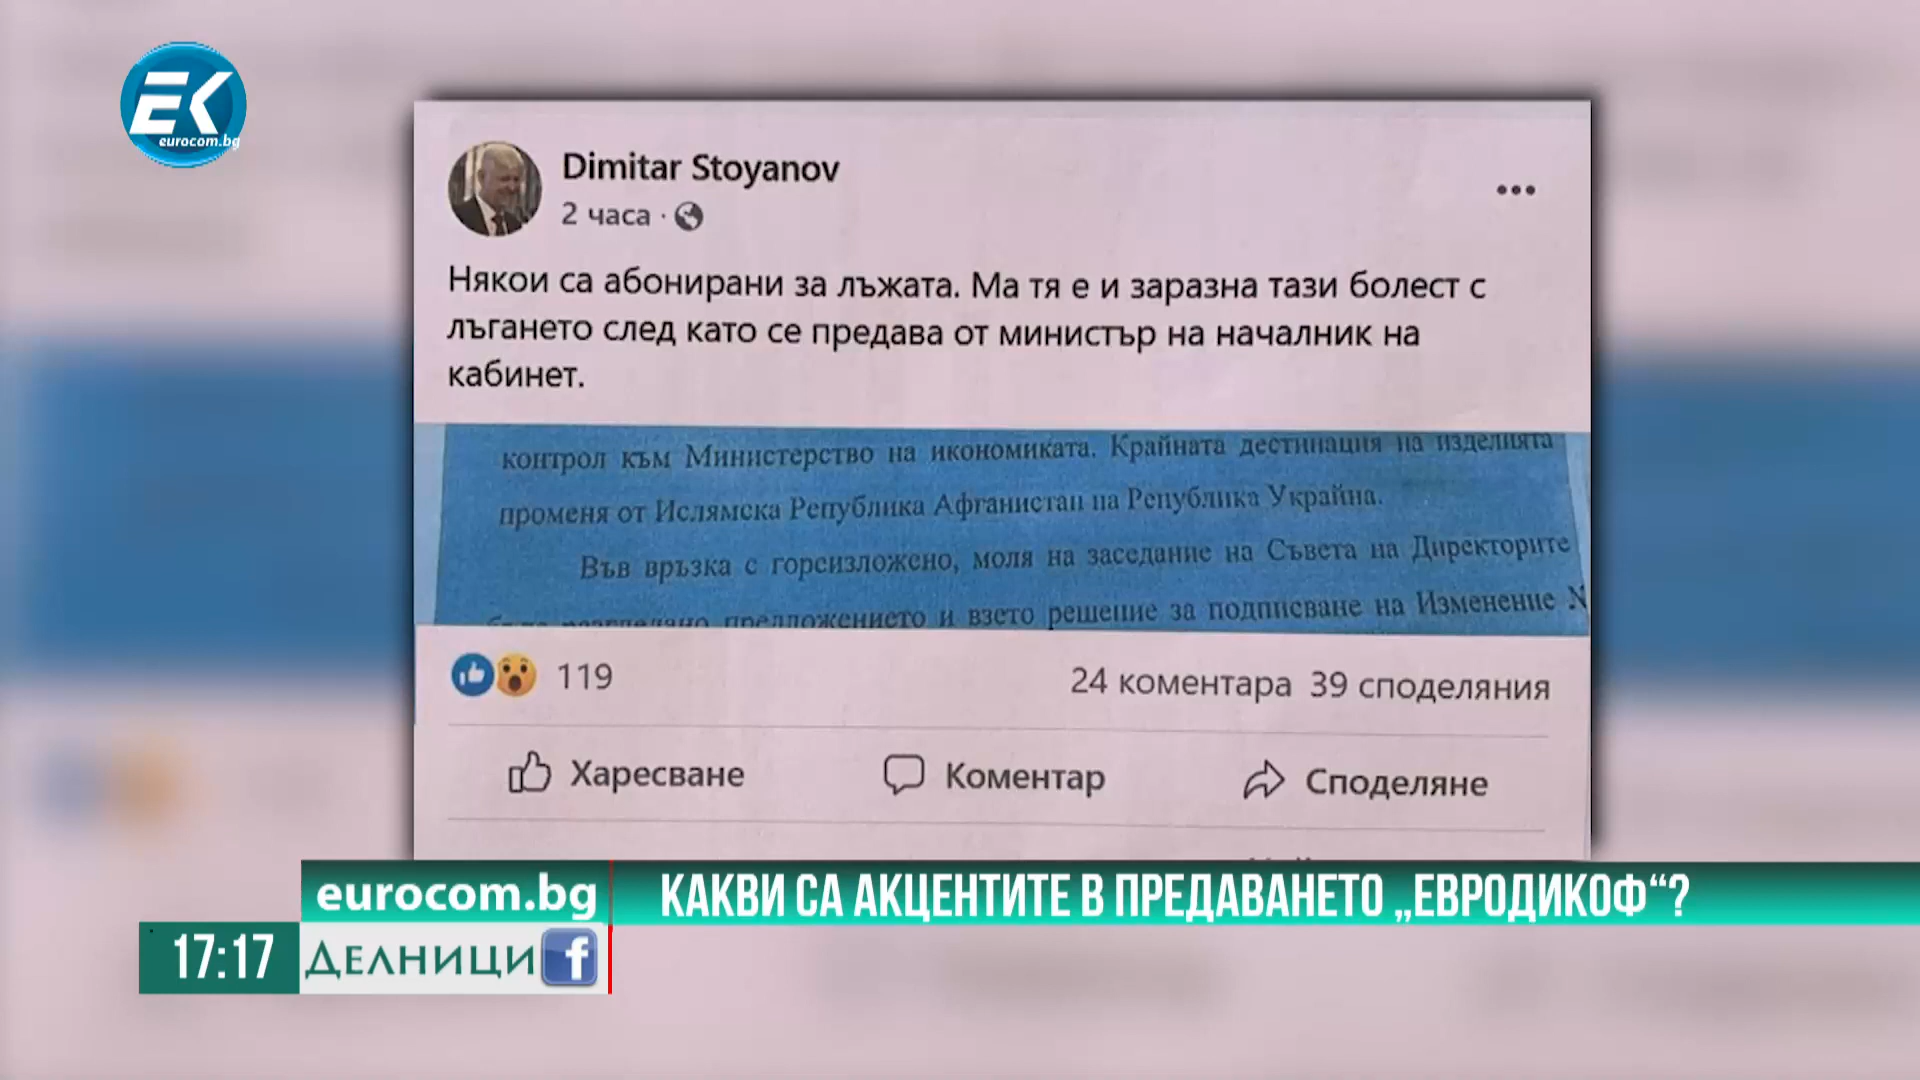 EK
eurocom.bg
Dimitar Stoyanov
2 часа ·
Някои са абонирани за лъжата. Ма тя е и заразна тази болест с
лъгането след като се предава от министър на началник на
кабинет.
контрол към Министерство на икономиката. Крайната дестинация на изделията
променя от Ислямска Република Афганистан на Република Украйна.
Във връзка с горсизложено, моля на заседание на Съвета на Директорите
предложението и взето решение за подписване на Изменение №
119
24 коментара 39 споделяния
Харесване
Коментар
Споделяне
eurocom.bg
КАКВИ СА АКЦЕНТИТЕ В ПРЕДАВАНЕТО „ЕВРОДИКОФ“?
17:17
ДЕЛНИЦИ f